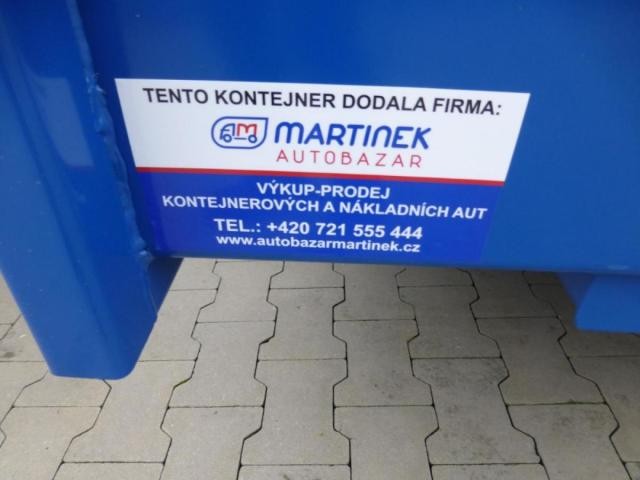 TENTO KONTEJNER DODALA FIRMA:
AM MARTINEK
AUTOBAZAR
VÝKUP-PRODEJ
KONTEJNEROVÝCH A NÁKLADNÍCH AUT
TEL.: +420 721 555 444
www.autobazarmartinek.cz